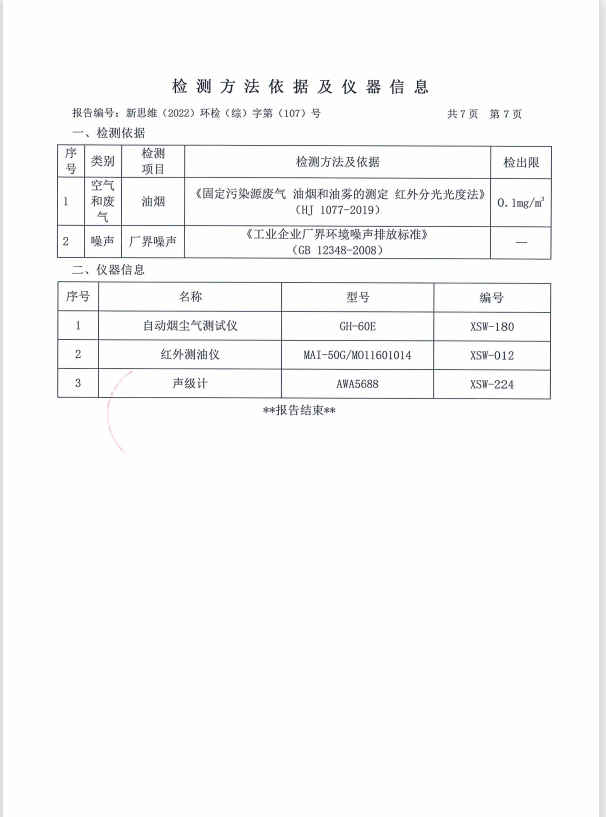 检测方法依据及仪器信息
报告编号：新思维（2022）环检（综）字第（107）号 共7页 第7页
一、检测依据
序号 类别 检测项目 检测方法及依据 检出限
1 空气和废气 油烟 《固定污染源废气 油烟和油雾的测定 红外分光光度法》（HJ 1077-2019） 0.1mg/m³
2 噪声 厂界噪声 《工业企业厂界环境噪声排放标准》（GB 12348-2008） —
二、仪器信息
序号 名称 型号 编号
1 自动烟尘气测试仪 GH-60E XSW-180
2 红外测油仪 MAI-50G/MO11601014 XSW-012
3 声级计 AWA5688 XSW-224
**报告结束**